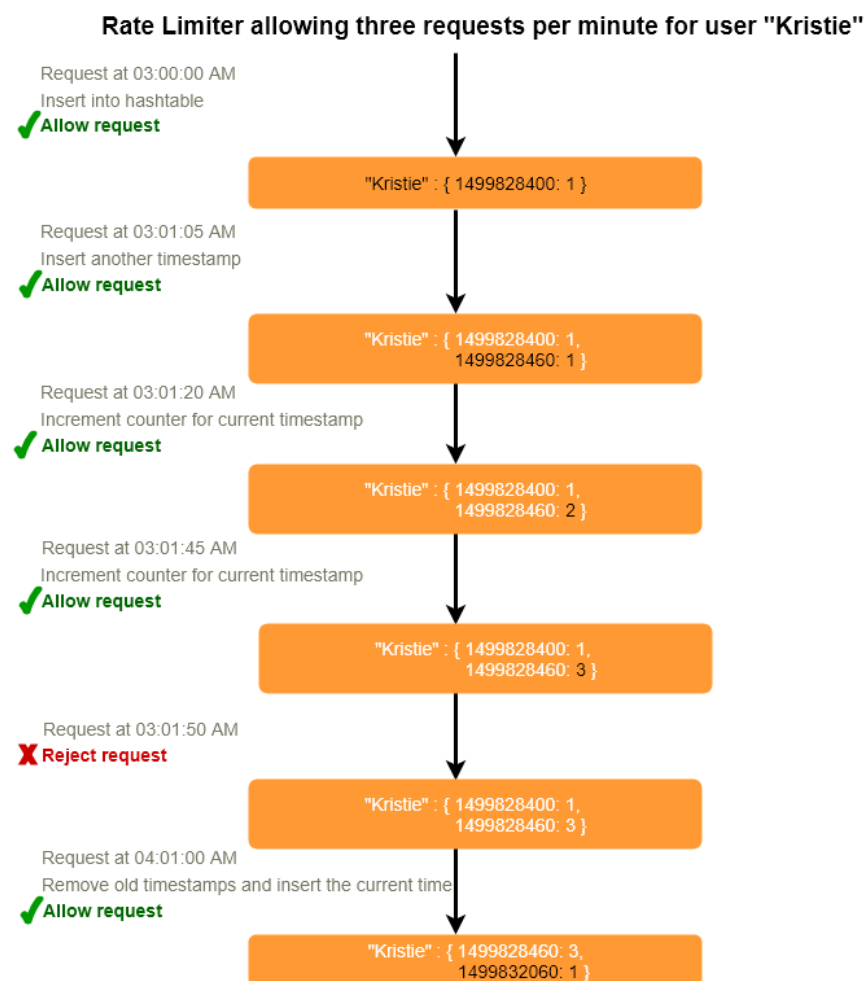 Rate Limiter allowing three requests per minute for user "Kristie"
Request at 03:00:00 AM
Insert into hashtable
Allow request
"Kristie" : { 1499828400: 1 }
Request at 03:01:05 AM
Insert another timestamp
Allow request
"Kristie" : { 1499828400: 1,
1499828460: 1 }
Request at 03:01:20 AM
Increment counter for current timestamp
Allow request
"Kristie" : { 1499828400: 1,
1499828460: 2 }
Request at 03:01:45 AM
Increment counter for current timestamp
Allow request
"Kristie" : { 1499828400: 1,
1499828460: 3 }
Request at 03:01:50 AM
Reject request
"Kristie" : { 1499828400: 1,
1499828460: 3 }
Request at 04:01:00 AM
Remove old timestamps and insert the current time
Allow request
"Kristie" : { 1499828460: 3,
1499832060: 1 }